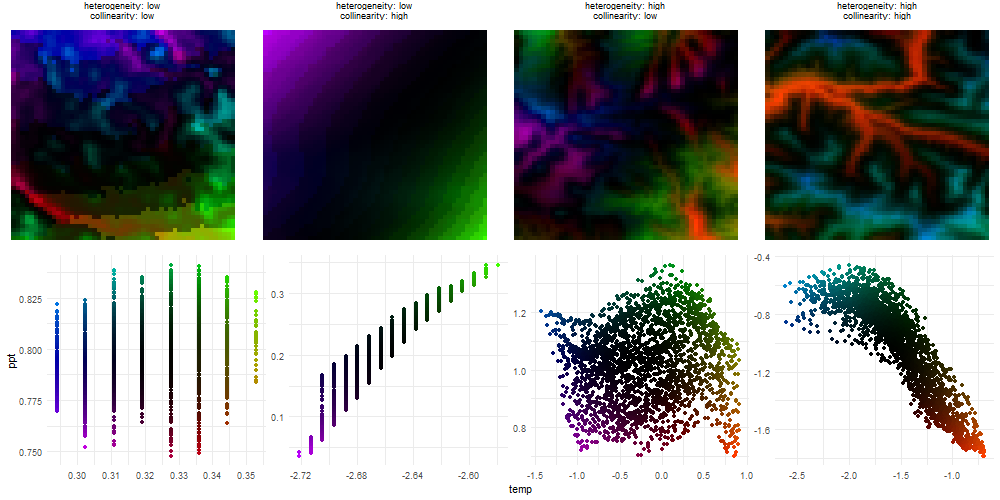 heterogeneity: low
collinearity: low
heterogeneity: low
collinearity: high
heterogeneity: high
collinearity: low
heterogeneity: high
collinearity: high
ppt
0.825
0.800
0.775
0.750
0.30 0.31 0.32 0.33 0.34 0.35
0.3
0.2
0.1
-2.72 -2.68 -2.64 -2.60
1.2
1.0
0.8
-1.5 -1.0 -0.5 0.0 0.5 1.0
-0.4
-0.8
-1.2
-1.6
-2.5 -2.0 -1.5 -1.0
temp